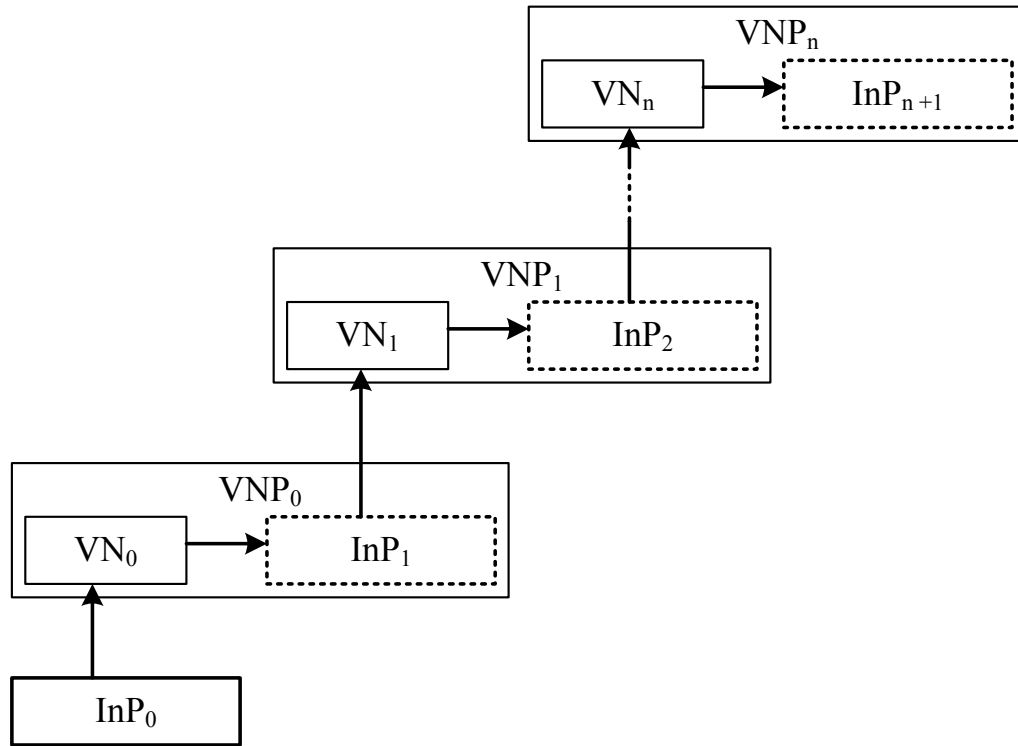 VNPₙ
VNₙ
InPₙ ₊₁
VNP₁
VN₁
InP₂
VNP₀
VN₀
InP₁
InP₀